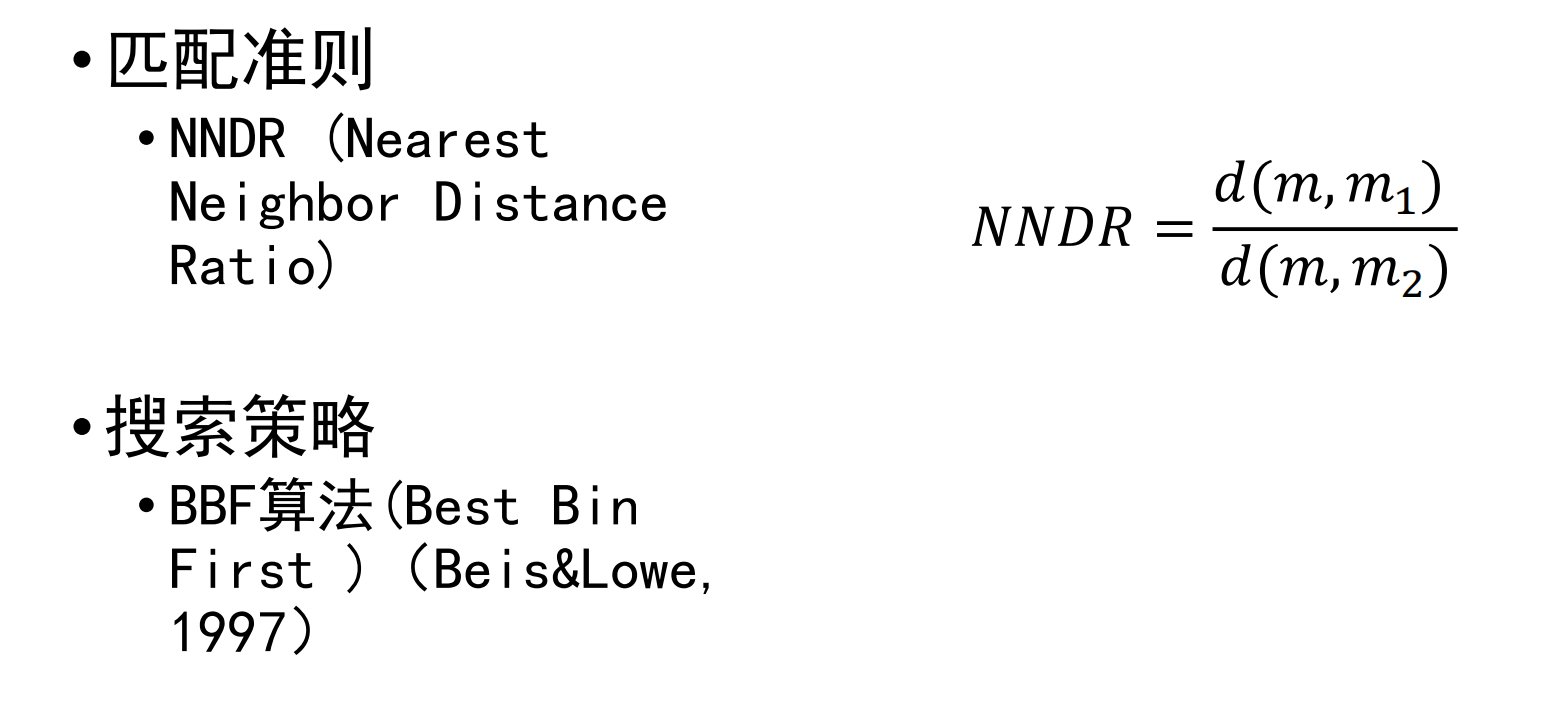 •匹配准则
•NNDR (Nearest
Neighbor Distance
Ratio)
NNDR = d(m, m₁) / d(m, m₂)
•搜索策略
•BBF算法(Best Bin
First ) (Beis&Lowe,
1997)